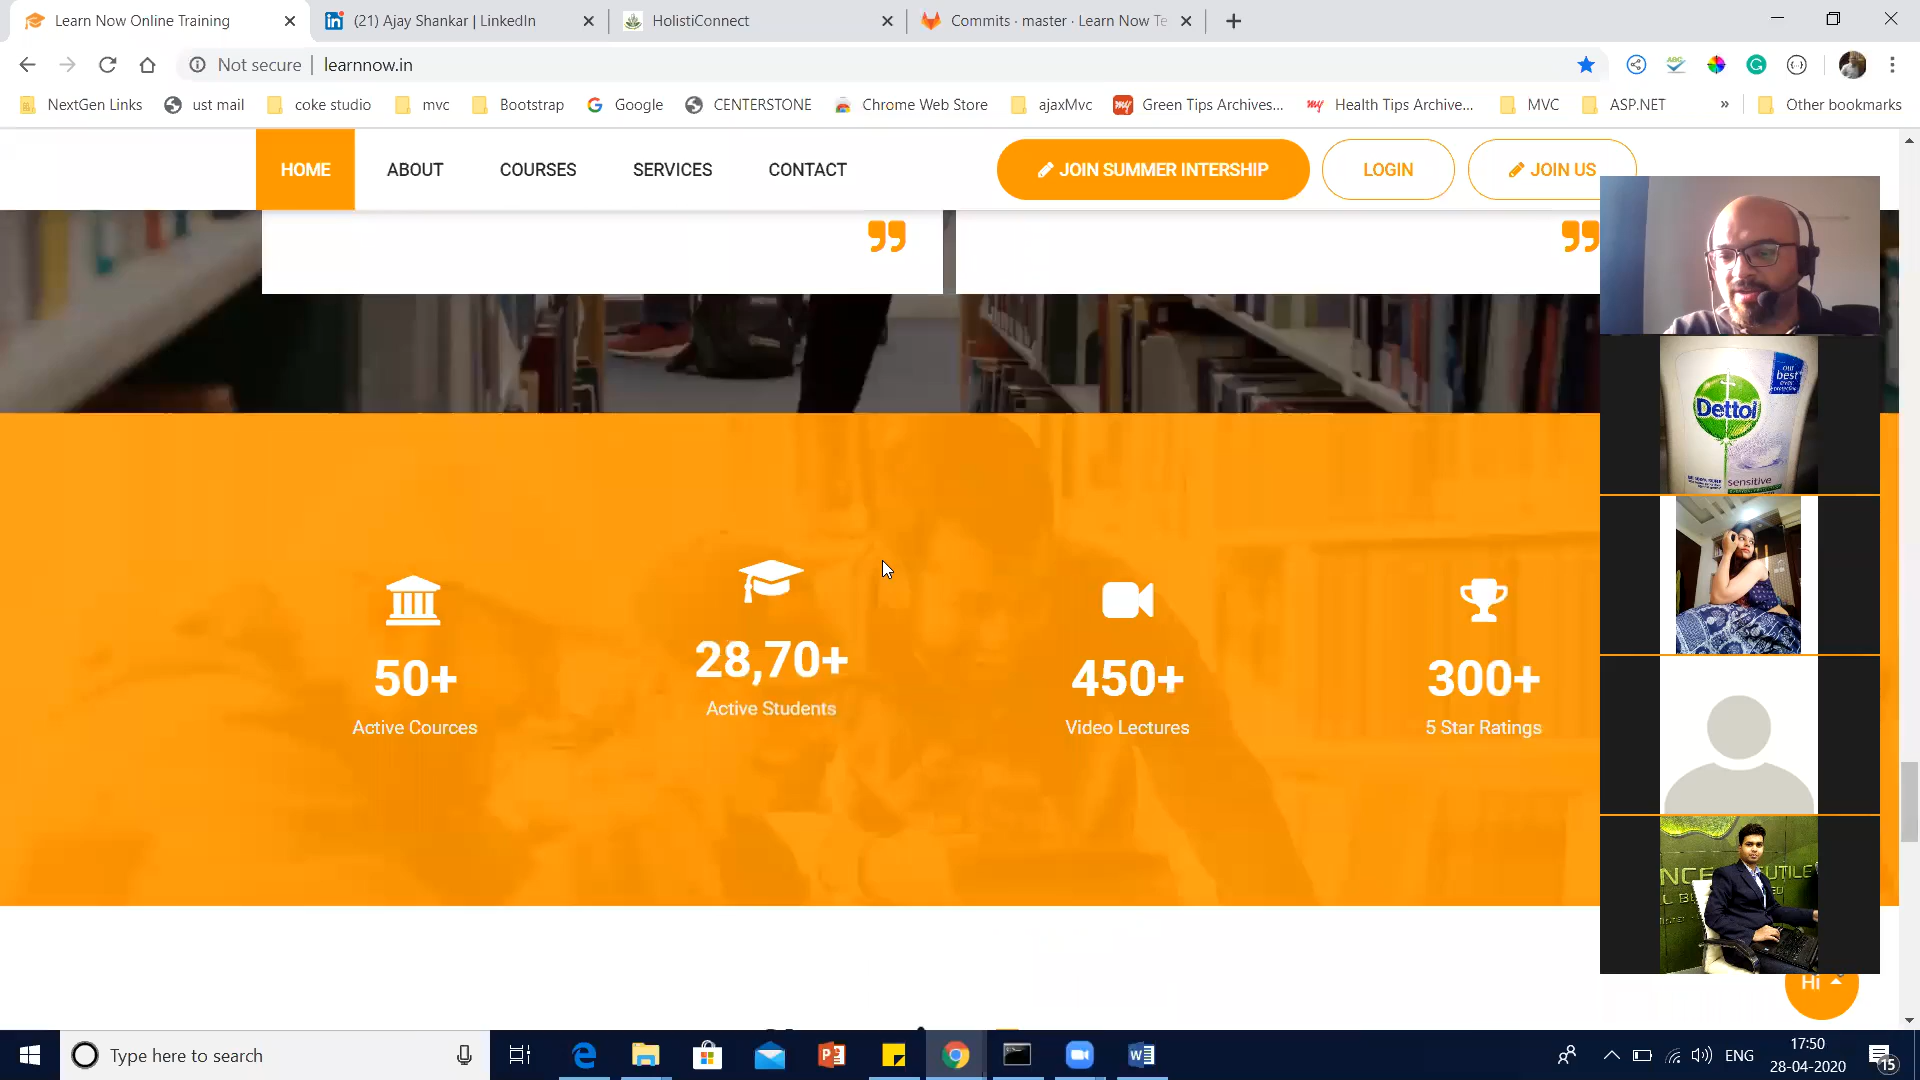 Learn Now Online Training
(21) Ajay Shankar | LinkedIn
HolistiConnect
Commits · master · Learn Now Te
Not secure
learnnow.in
NextGen Links
ust mail
coke studio
mvc
Bootstrap
Google
CENTERSTONE
Chrome Web Store
ajaxMvc
Green Tips Archives...
Health Tips Archive...
MVC
ASP.NET
»
Other bookmarks
HOME
ABOUT
COURSES
SERVICES
CONTACT
JOIN SUMMER INTERSHIP
LOGIN
JOIN US
our
best
Dettol
sensitive
50+
Active Cources
28,70+
Active Students
450+
Video Lectures
300+
5 Star Ratings
Hi
Type here to search
ENG
17:50
28-04-2020
15